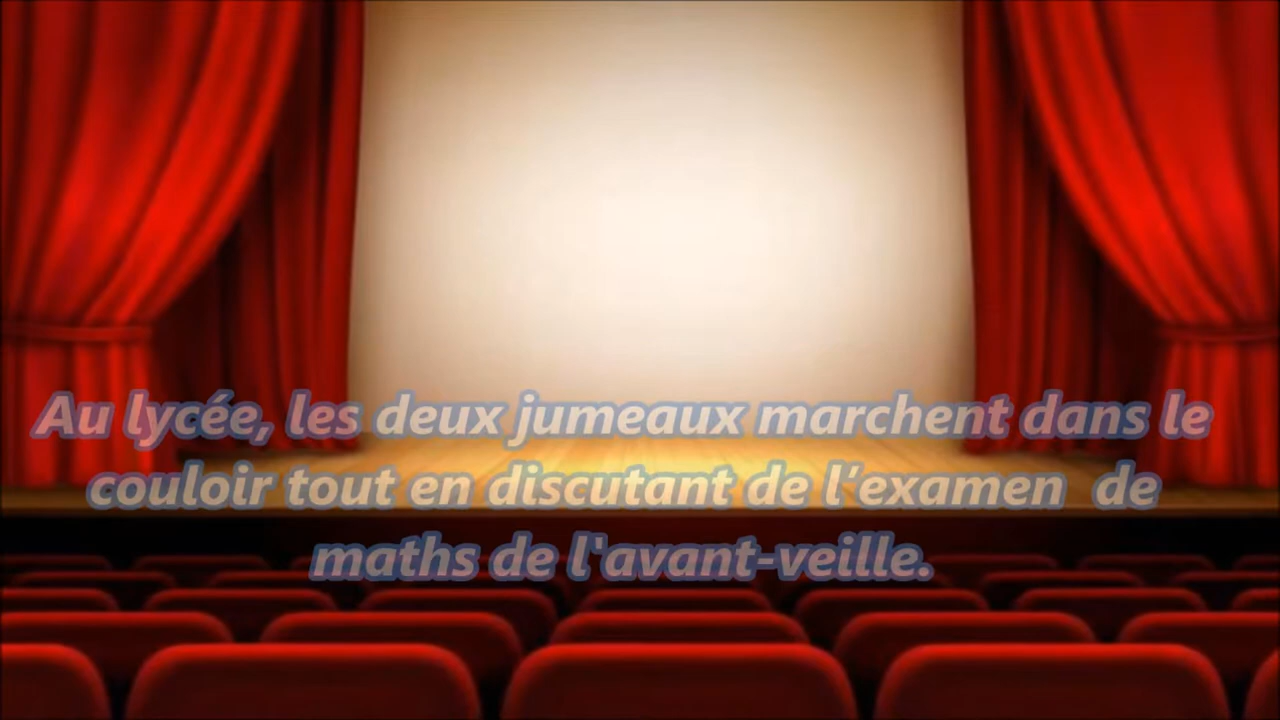 Au lycée, les deux jumeaux marchent dans le
couloir tout en discutant de l’examen  de
maths de l'avant-veille.